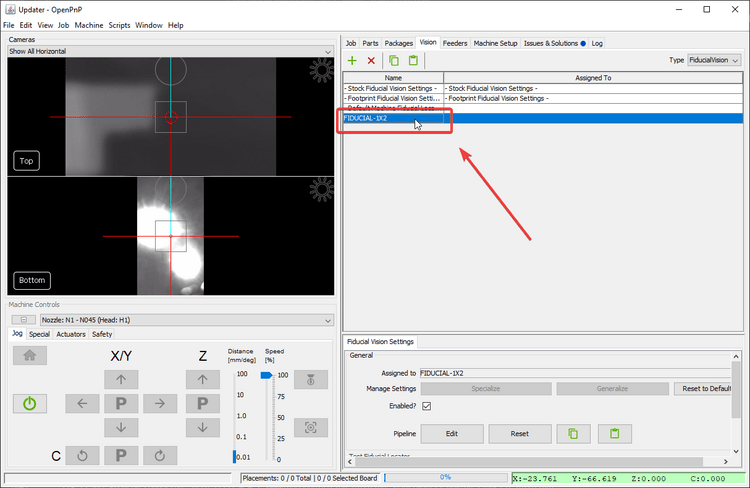 Updater - OpenPnP
File Edit View Job Machine Scripts Window Help
Cameras
Show All Horizontal
Top
Bottom
Machine Controls
Nozzle: N1 - N045 (Head: H1)
Jog Special Actuators Safety
X/Y Z
Distance [mm/deg]
Speed [%]
100
10
1.0
0.1
0.01
100
75
50
25
0
P P
C P
Job Parts Packages Vision Feeders Machine Setup Issues & Solutions Log
Type FiducialVision
Name Assigned To
- Stock Fiducial Vision Settings - - Stock Fiducial Vision Settings -
- Footprint Fiducial Vision Setti... - Footprint Fiducial Vision Settings -
- Default Machine Fiducial Loca
FIDUCIAL-1X2
Fiducial Vision Settings
General
Assigned to FIDUCIAL-1X2
Manage Settings Specialize Generalize Reset to Default
Enabled?
Pipeline Edit Reset
Test Fiducial Locator
Placements: 0 / 0 Total | 0 / 0 Selected Board
0%
X:-23.761 Y:-66.619 Z:0.000 C:0.000